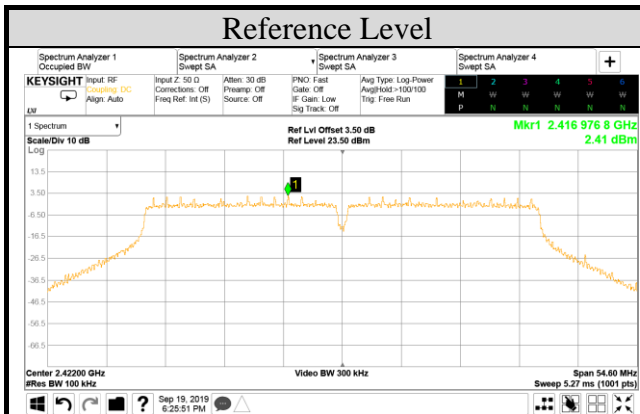 Reference Level
Spectrum Analyzer 1
Occupied BW
Spectrum Analyzer 2
Swept SA
Spectrum Analyzer 3
Swept SA
Spectrum Analyzer 4
Swept SA
KEYSIGHT
Input: RF
Coupling: DC
Align: Auto
Input Z: 50 Ω
Corrections: Off
Freq Ref: Int (S)
Atten: 30 dB
Preamp: Off
Source: Off
PNO: Fast
Gate: Off
IF Gain: Low
Sig Track: Off
Avg Type: Log-Power
Avg|Hold:>100/100
Trig: Free Run
1 2 3 4 5 6
M W W W W W
P N N N N N
LXI
1 Spectrum
Scale/Div 10 dB
Ref Lvl Offset 3.50 dB
Ref Level 23.50 dBm
Mkr1 2.416 976 8 GHz
2.41 dBm
Log
13.5
3.50
-6.50
-16.5
-26.5
-36.5
-46.5
-56.5
-66.5
1
Center 2.42200 GHz
#Res BW 100 kHz
Video BW 300 kHz
Span 54.60 MHz
Sweep 5.27 ms (1001 pts)
Sep 19, 2019
6:25:51 PM